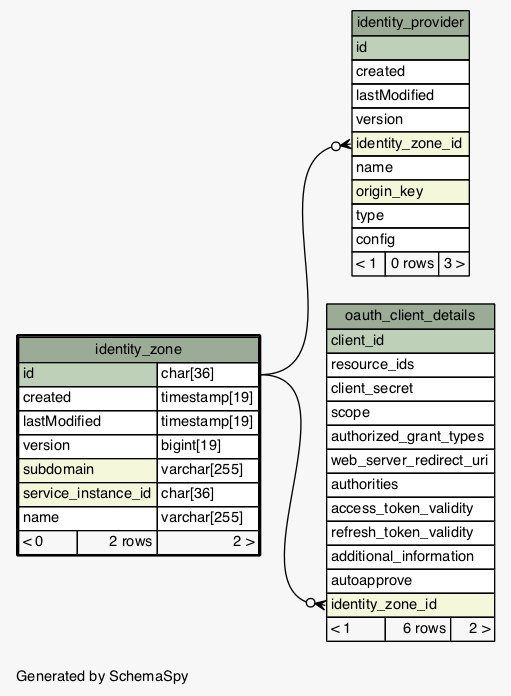 identity_provider
id
created
lastModified
version
identity_zone_id
name
origin_key
type
config
< 1 0 rows 3 >
oauth_client_details
client_id
resource_ids
client_secret
scope
authorized_grant_types
web_server_redirect_uri
authorities
access_token_validity
refresh_token_validity
additional_information
autoapprove
identity_zone_id
< 1 6 rows 2 >
identity_zone
id char[36]
created timestamp[19]
lastModified timestamp[19]
version bigint[19]
subdomain varchar[255]
service_instance_id char[36]
name varchar[255]
< 0 2 rows 2 >
Generated by SchemaSpy